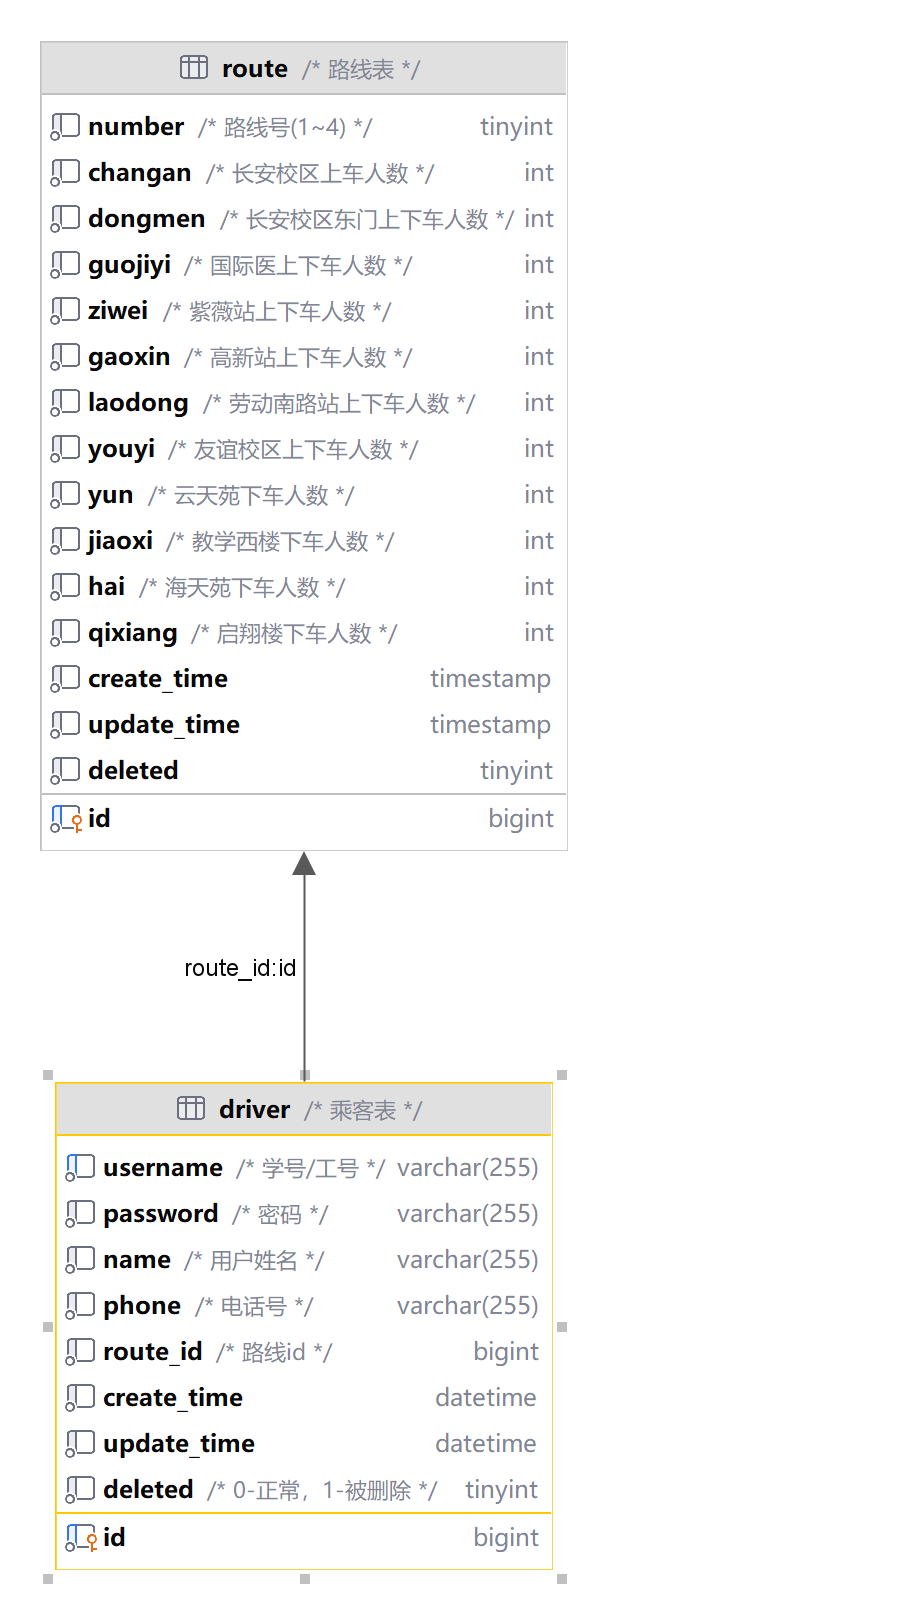 route /* 路线表 */
number /* 路线号(1~4) */ tinyint
changan /* 长安校区上车人数 */ int
dongmen /* 长安校区东门上下车人数 */ int
guojiyi /* 国际医上下车人数 */ int
ziwei /* 紫薇站上下车人数 */ int
gaoxin /* 高新站上下车人数 */ int
laodong /* 劳动南路站上下车人数 */ int
youyi /* 友谊校区上下车人数 */ int
yun /* 云天苑下车人数 */ int
jiaoxi /* 教学西楼下车人数 */ int
hai /* 海天苑下车人数 */ int
qixiang /* 启翔楼下车人数 */ int
create_time timestamp
update_time timestamp
deleted tinyint
id bigint
route_id:id
driver /* 乘客表 */
username /* 学号/工号 */ varchar(255)
password /* 密码 */ varchar(255)
name /* 用户姓名 */ varchar(255)
phone /* 电话号 */ varchar(255)
route_id /* 路线id */ bigint
create_time datetime
update_time datetime
deleted /* 0-正常，1-被删除 */ tinyint
id bigint